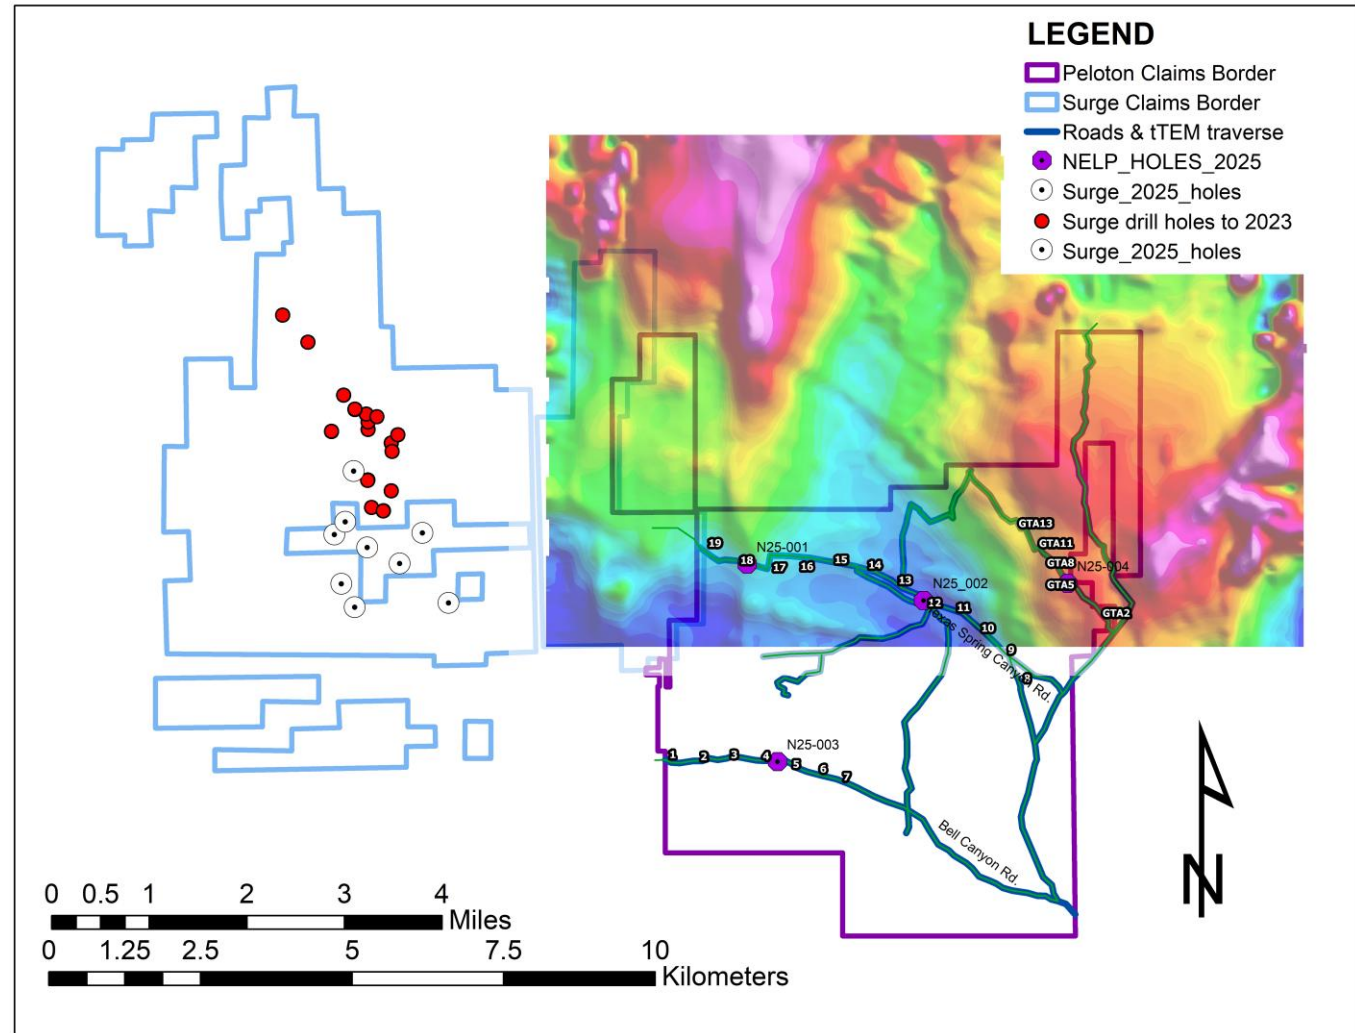 LEGEND
Peloton Claims Border
Surge Claims Border
Roads & tTEM traverse
NELP_HOLES_2025
Surge_2025_holes
Surge drill holes to 2023
Surge_2025_holes
GTA13
GTA11
GTA8
N25-004
GTA5
GTA2
19
N25-001
18
17
16
15
14
13
N25_002
12
11
10
9
8
Texas Spring Canyon Rd.
N25-003
1
2
3
4
5
6
7
Bell Canyon Rd.
N
0 0.5 1 2 3 4
Miles
0 1.25 2.5 5 7.5 10
Kilometers